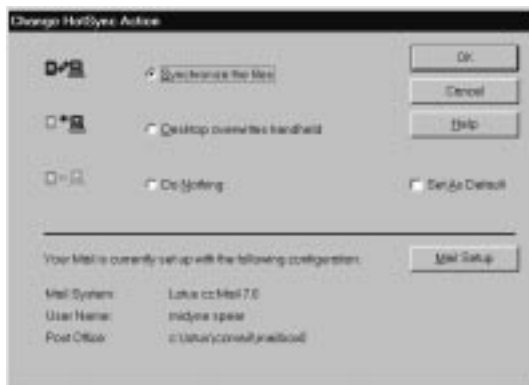 Change HotSync Action
Synchronize the files
OK
Cancel
Desktop overwrites handheld
Help
Do Nothing
Set As Default
Your Mail is currently set up with the following configuration:
Mail Setup
Mail System: Lotus cc:Mail 7.0
User Name:
Post Office: